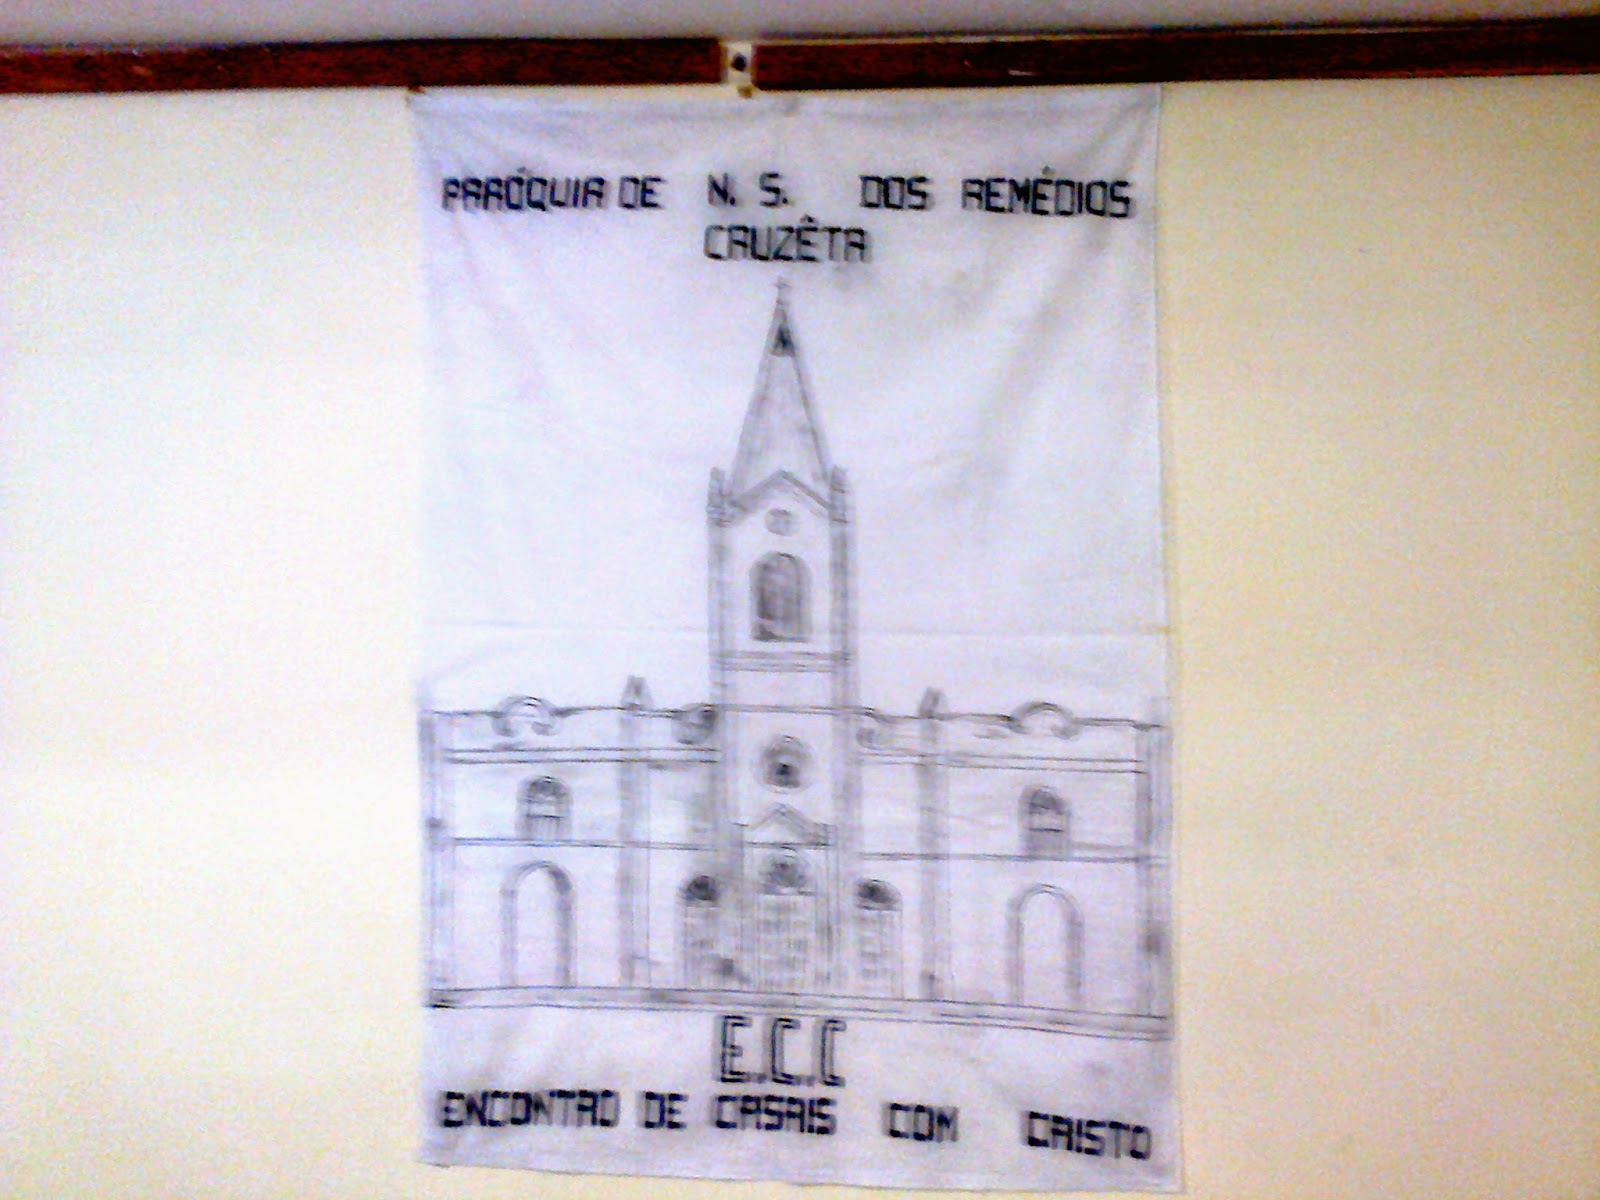 PARÓQUIA DE N. S. DOS REMÉDIOS
CRUZÊTA
E.C.C
ENCONTRO DE CASAIS COM CRISTO